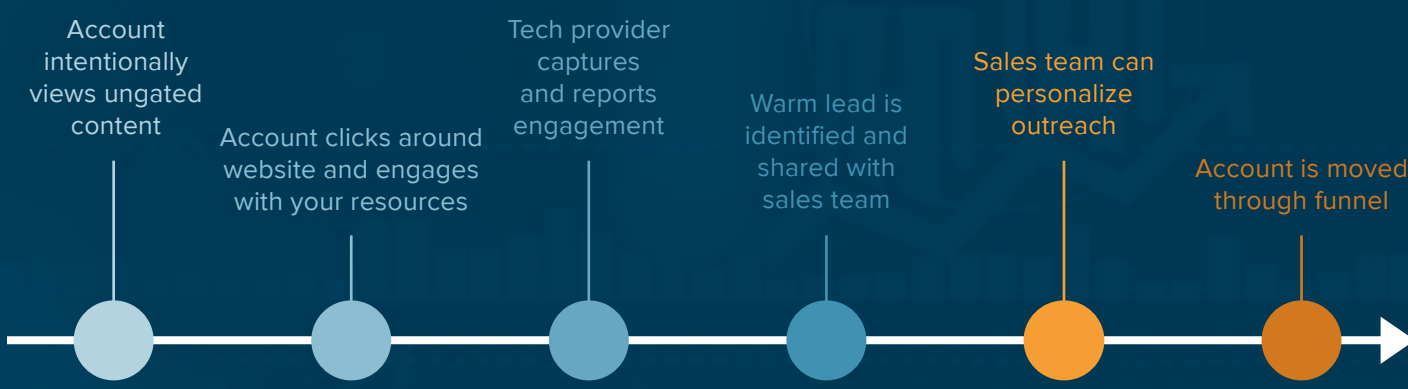 Account
intentionally
views ungated
content
Account clicks around
website and engages
with your resources
Tech provider
captures
and reports
engagement
Warm lead is
identified and
shared with
sales team
Sales team can
personalize
outreach
Account is moved
through funnel